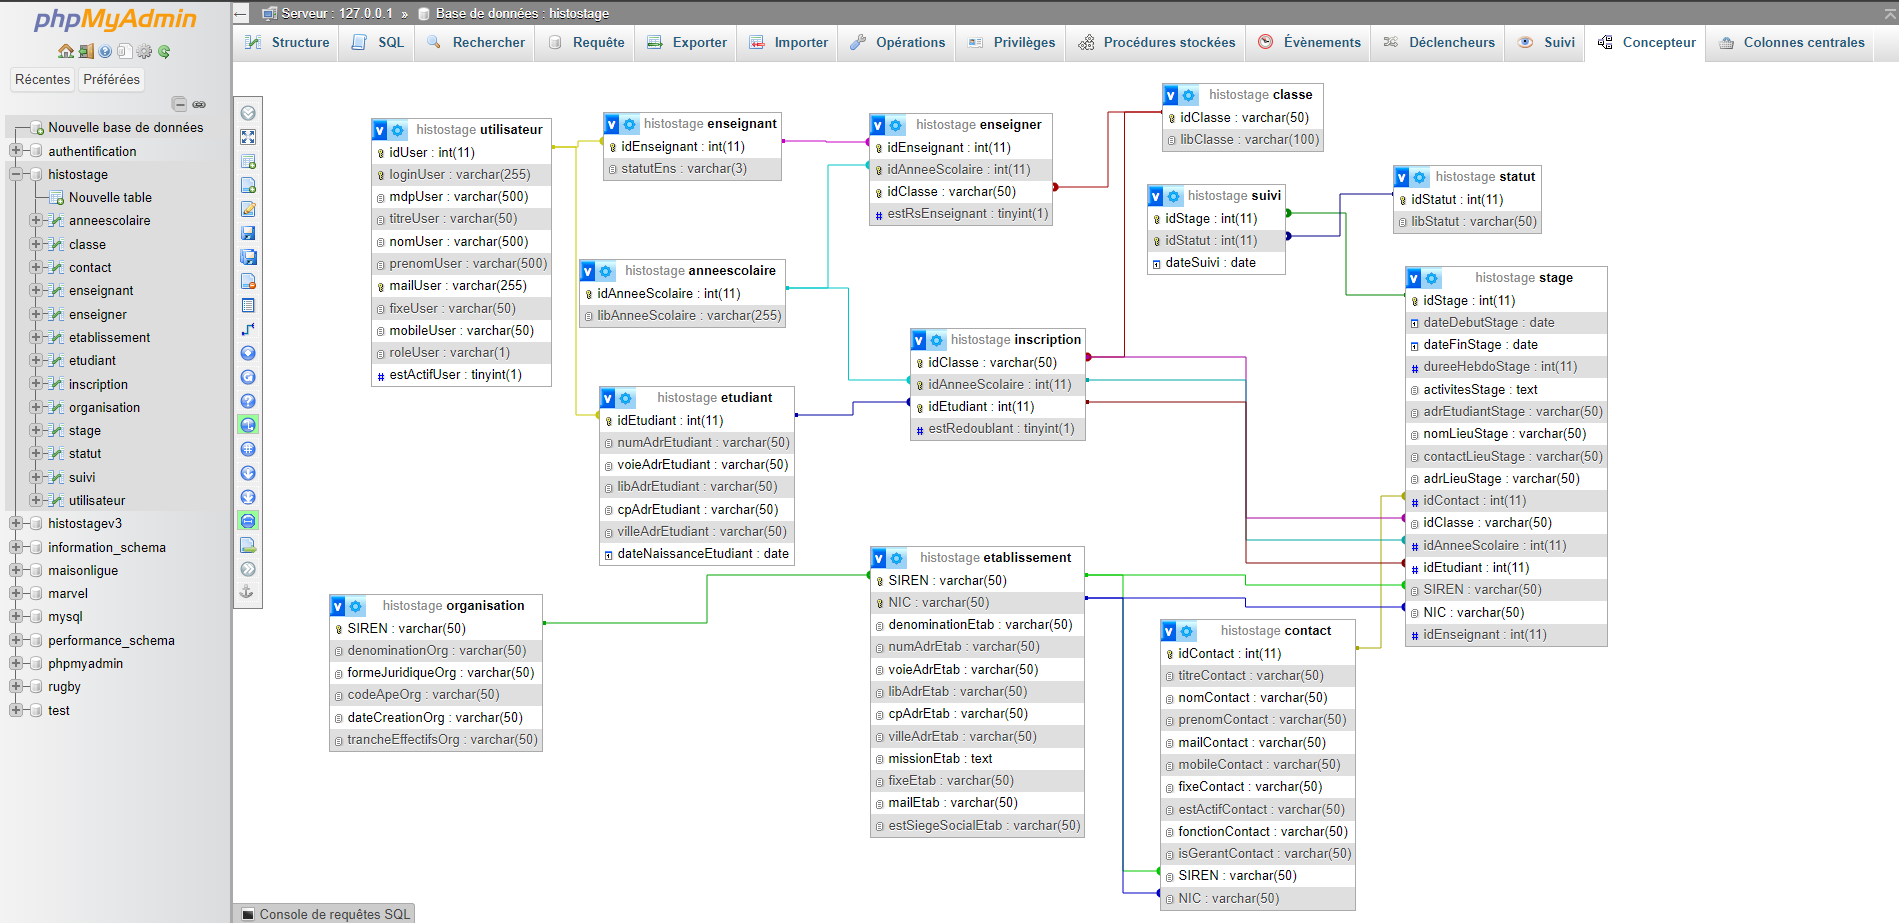 phpMyAdmin
Récentes
Préférées
Nouvelle base de données
authentification
histostage
Nouvelle table
anneescolaire
classe
contact
enseignant
enseigner
etablissement
etudiant
inscription
organisation
stage
statut
suivi
utilisateur
histostagev3
information_schema
maisonligue
marvel
mysql
performance_schema
phpmyadmin
rugby
test
Serveur : 127.0.0.1 » Base de données : histostage
Structure
SQL
Rechercher
Requête
Exporter
Importer
Opérations
Privilèges
Procédures stockées
Évènements
Déclencheurs
Suivi
Concepteur
Colonnes centrales
v histostage utilisateur
idUser : int(11)
loginUser : varchar(255)
mdpUser : varchar(500)
titreUser : varchar(50)
nomUser : varchar(500)
prenomUser : varchar(500)
mailUser : varchar(255)
fixeUser : varchar(50)
mobileUser : varchar(50)
roleUser : varchar(1)
# estActifUser : tinyint(1)
v histostage enseignant
idEnseignant : int(11)
statutEns : varchar(3)
v histostage enseigner
idEnseignant : int(11)
idAnneeScolaire : int(11)
idClasse : varchar(50)
# estRsEnseignant : tinyint(1)
v histostage classe
idClasse : varchar(50)
libClasse : varchar(100)
v histostage suivi
idStage : int(11)
idStatut : int(11)
dateSuivi : date
v histostage statut
idStatut : int(11)
libStatut : varchar(50)
v histostage anneescolaire
idAnneeScolaire : int(11)
libAnneeScolaire : varchar(255)
v histostage inscription
idClasse : varchar(50)
idAnneeScolaire : int(11)
idEtudiant : int(11)
# estRedoublant : tinyint(1)
v histostage stage
idStage : int(11)
dateDebutStage : date
dateFinStage : date
# dureeHebdoStage : int(11)
activitesStage : text
adrEtudiantStage : varchar(50)
nomLieuStage : varchar(50)
contactLieuStage : varchar(50)
adrLieuStage : varchar(50)
# idContact : int(11)
idClasse : varchar(50)
# idAnneeScolaire : int(11)
# idEtudiant : int(11)
SIREN : varchar(50)
NIC : varchar(50)
# idEnseignant : int(11)
v histostage etudiant
idEtudiant : int(11)
numAdrEtudiant : varchar(50)
voieAdrEtudiant : varchar(50)
libAdrEtudiant : varchar(50)
cpAdrEtudiant : varchar(50)
villeAdrEtudiant : varchar(50)
dateNaissanceEtudiant : date
v histostage organisation
SIREN : varchar(50)
denominationOrg : varchar(50)
formeJuridiqueOrg : varchar(50)
codeApeOrg : varchar(50)
dateCreationOrg : varchar(50)
trancheEffectifsOrg : varchar(50)
v histostage etablissement
SIREN : varchar(50)
NIC : varchar(50)
denominationEtab : varchar(50)
numAdrEtab : varchar(50)
voieAdrEtab : varchar(50)
libAdrEtab : varchar(50)
cpAdrEtab : varchar(50)
villeAdrEtab : varchar(50)
missionEtab : text
fixeEtab : varchar(50)
mailEtab : varchar(50)
estSiegeSocialEtab : varchar(50)
v histostage contact
idContact : int(11)
titreContact : varchar(50)
nomContact : varchar(50)
prenomContact : varchar(50)
mailContact : varchar(50)
mobileContact : varchar(50)
fixeContact : varchar(50)
estActifContact : varchar(50)
fonctionContact : varchar(50)
isGerantContact : varchar(50)
SIREN : varchar(50)
NIC : varchar(50)
Console de requêtes SQL